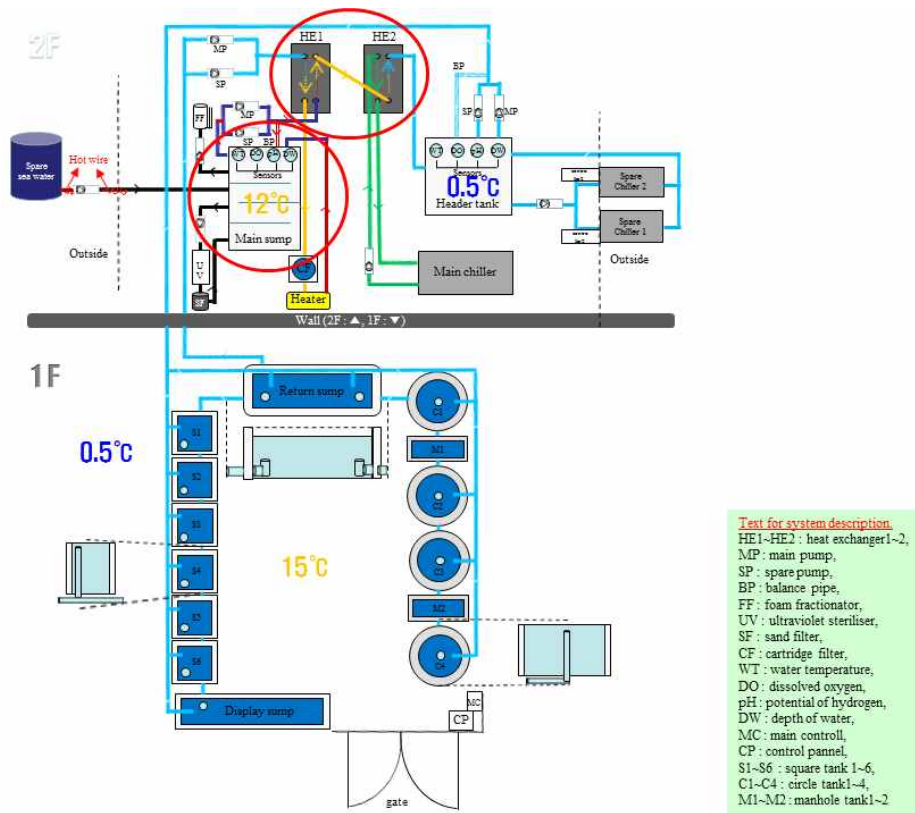 2F
HE1
HE2
MP
SP
BP
SP
MP
FF
MP
SP
BP
WT
DO
pH
DW
Sensors
12℃
Main sump
WT
DO
pH
DW
Sensors
0.5℃
Header tank
Spare
sea water
Hot wire
Spare
Chiller 2
Spare
Chiller 1
Outside
Outside
UV
SF
CF
Heater
Main chiller
Wall (2F : ▲, 1F : ▼)
1F
Return sump
0.5℃
15℃
S1
S2
S3
S4
S5
S6
C1
M1
C2
C3
M2
C4
Display sump
MC
CP
gate
Text for system description.
HE1~HE2 : heat exchanger1~2,
MP : main pump,
SP : spare pump,
BP : balance pipe,
FF : foam fractionator,
UV : ultraviolet steriliser,
SF : sand filter,
CF : cartridge filter,
WT : water temperature,
DO : dissolved oxygen,
pH : potential of hydrogen,
DW : depth of water,
MC : main controll,
CP : control pannel,
S1~S6 : square tank 1~6,
C1~C4 : circle tank1~4,
M1~M2 : manhole tank1~2